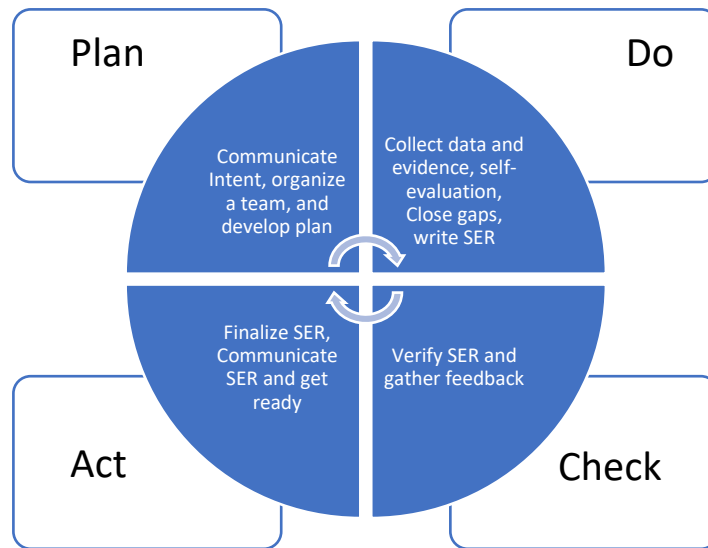 Plan
Do
Communicate
Intent, organize
a team, and
develop plan
Collect data and
evidence, self-
evaluation,
Close gaps,
write SER
Finalize SER,
Communicate
SER and get
ready
Verify SER and
gather feedback
Act
Check